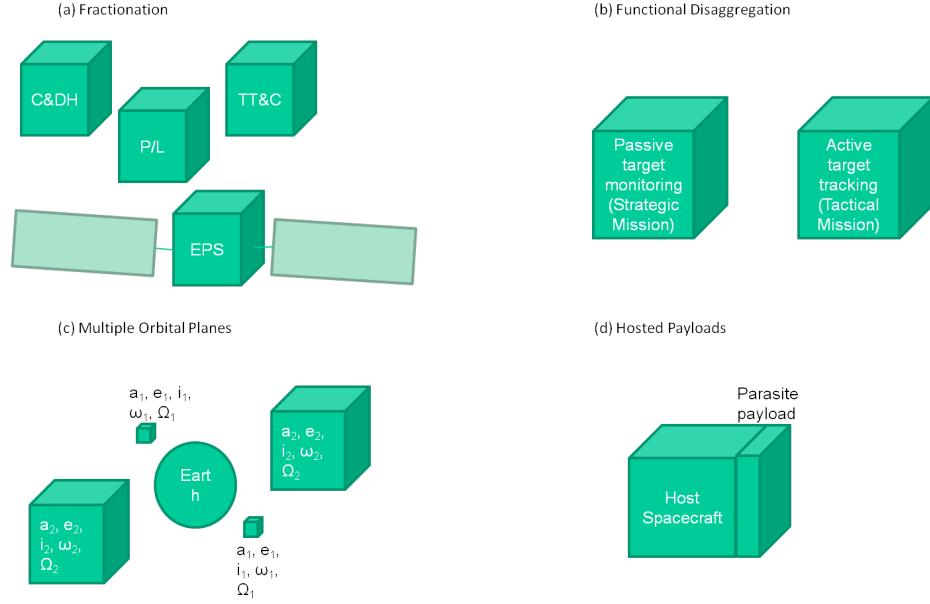 (a) Fractionation
C&DH
TT&C
P/L
EPS
(b) Functional Disaggregation
Passive
target
monitoring
(Strategic
Mission)
Active
target
tracking
(Tactical
Mission)
(c) Multiple Orbital Planes
a₁, e₁, i₁,
ω₁, Ω₁
a₂, e₂,
i₂, ω₂,
Ω₂
Eart
h
a₂, e₂,
i₂, ω₂,
Ω₂
a₁, e₁,
i₁, ω₁,
Ω₁
(d) Hosted Payloads
Parasite
payload
Host
Spacecraft